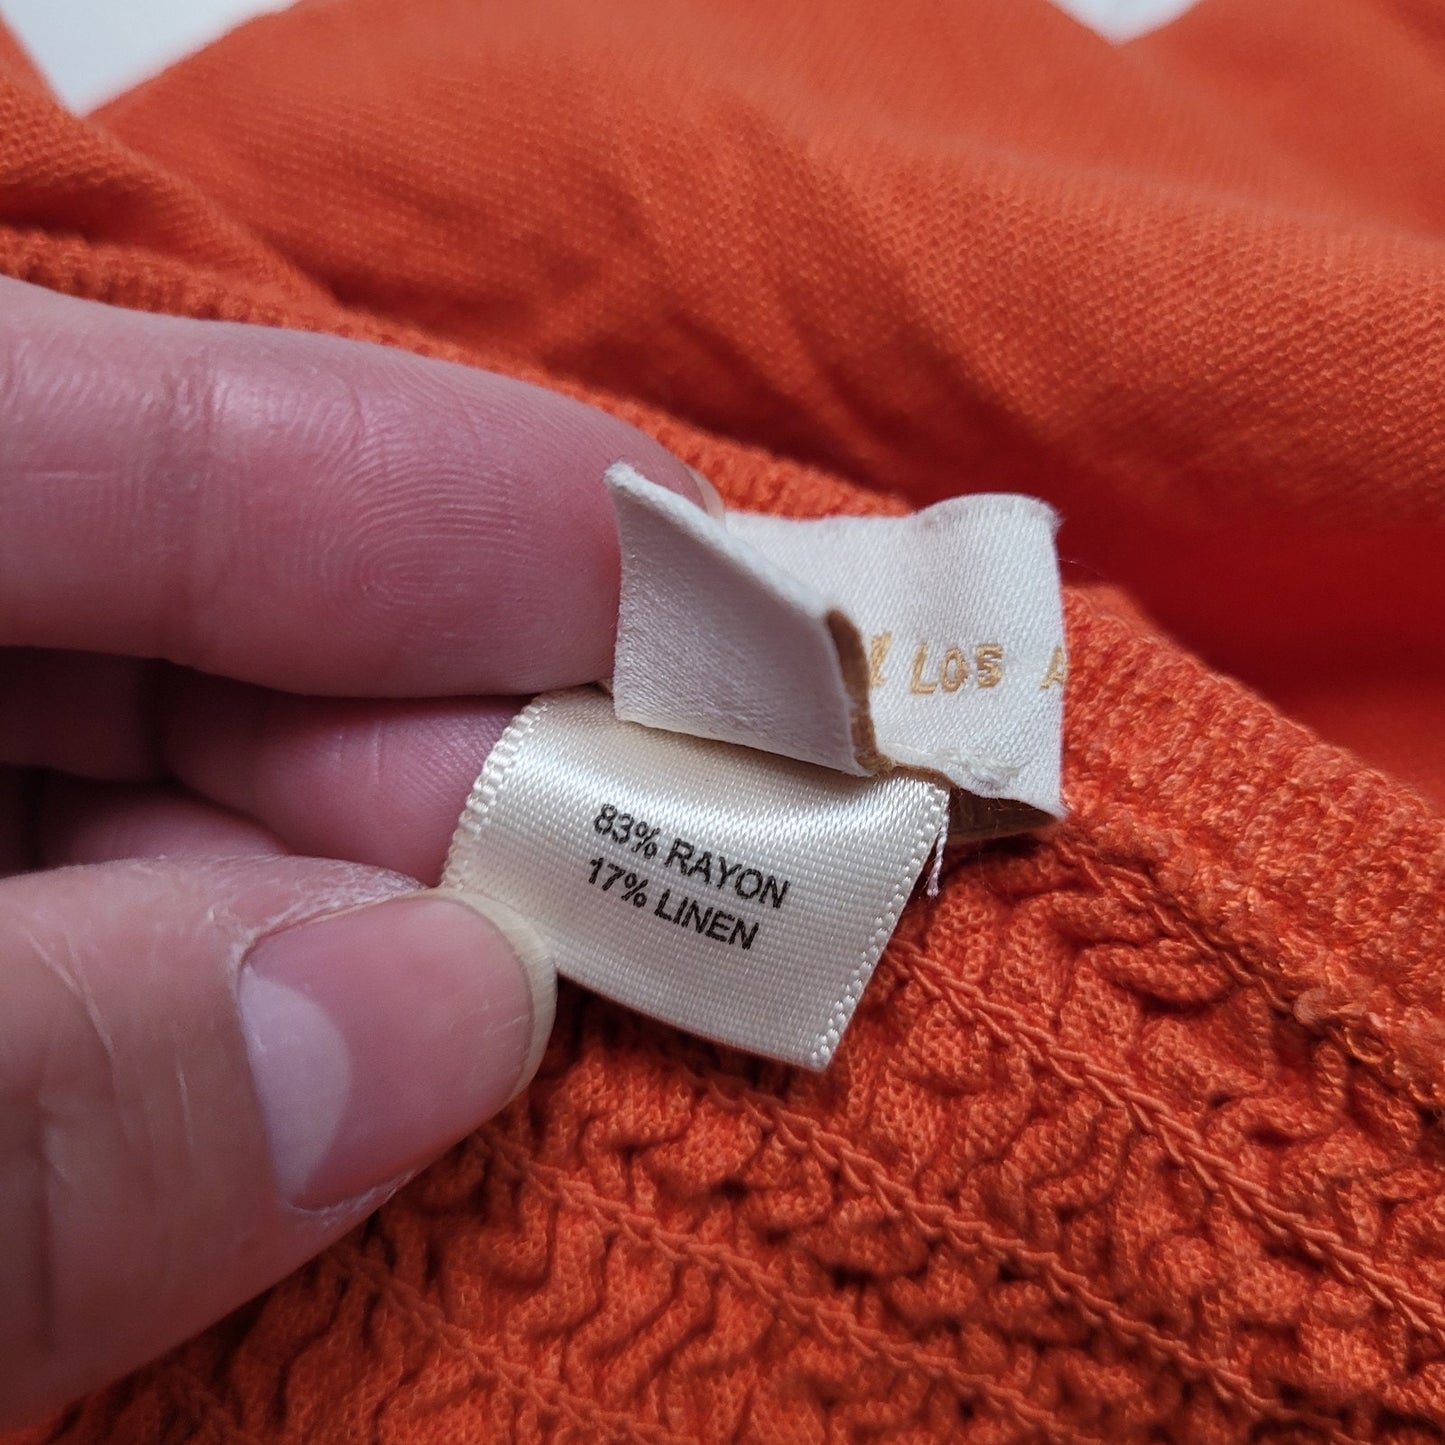 LOS A
83% RAYON
17% LINEN